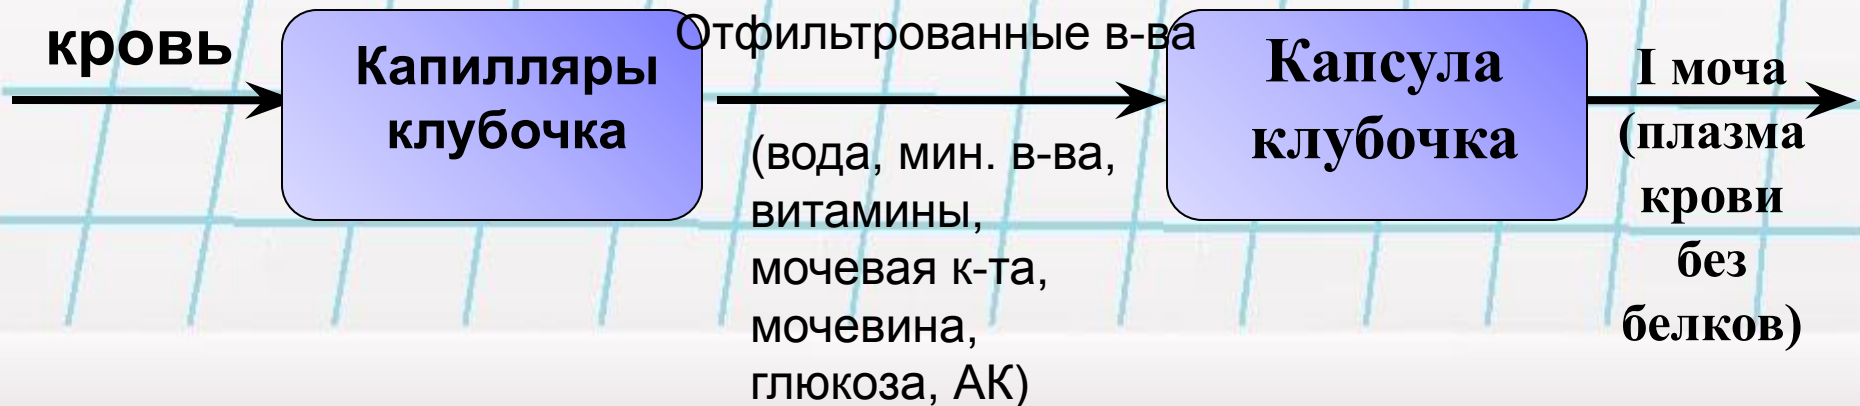 кровь
Капилляры
клубочка
Отфильтрованные в-ва
(вода, мин. в-ва,
витамины,
мочевая к-та,
мочевина,
глюкоза, АК)
Капсула
клубочка
I моча
(плазма
крови
без
белков)